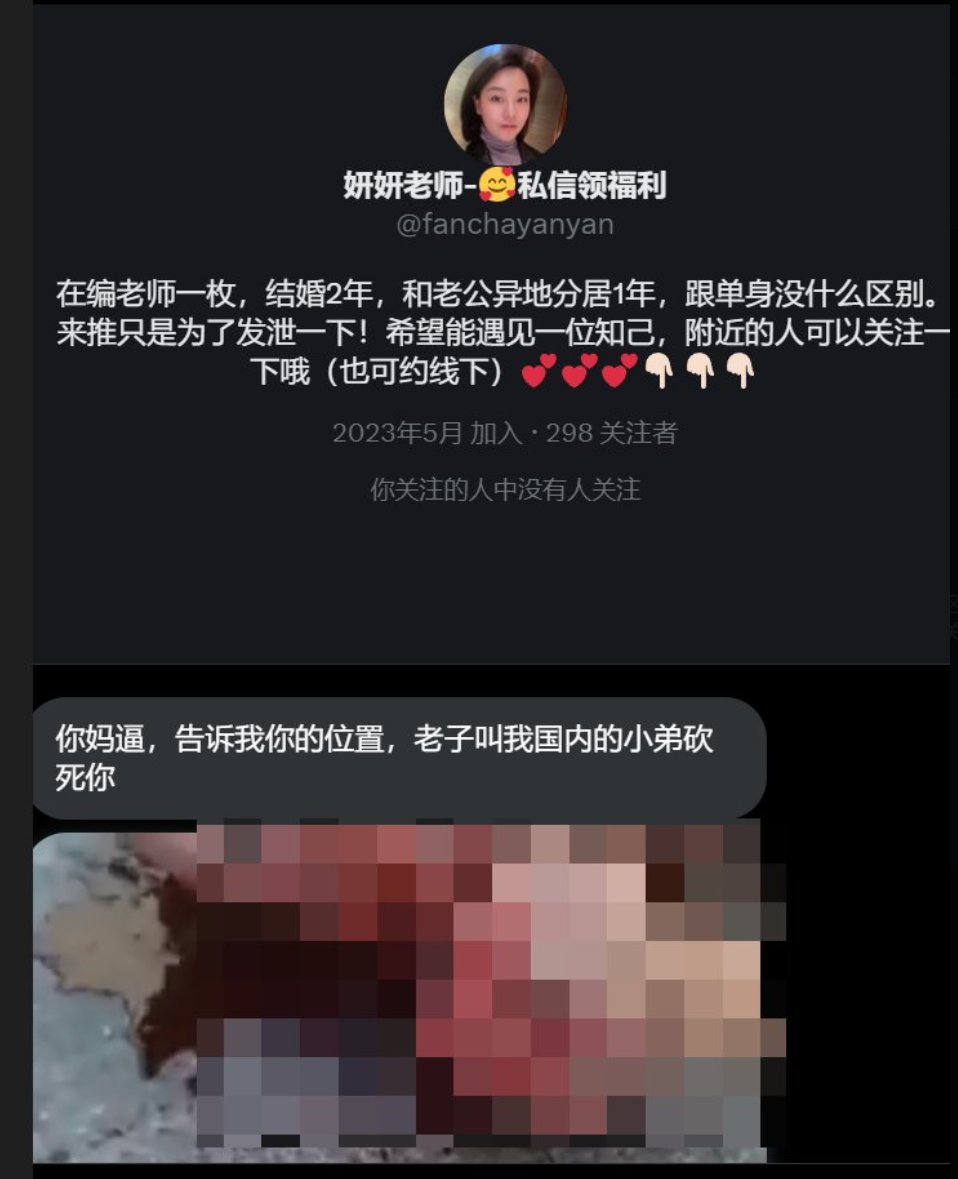 妍妍老师-🥰私信领福利
@fanchayanyan
在编老师一枚，结婚2年，和老公异地分居1年，跟单身没什么区别。
来推只是为了发泄一下！希望能遇见一位知己，附近的人可以关注一
下哦（也可约线下）💕💕💕👇🏻👇🏻👇🏻
2023年5月 加入 · 298 关注者
你关注的人中没有人关注
你妈逼，告诉我你的位置，老子叫我国内的小弟砍
死你